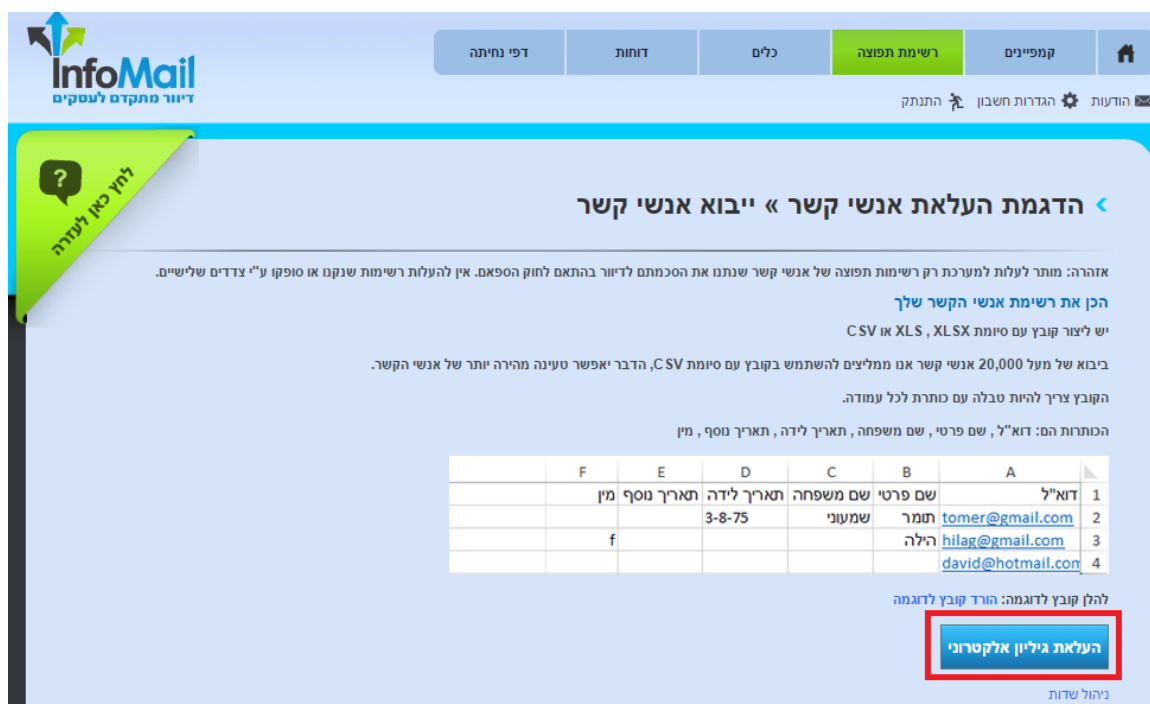 InfoMail
דיוור מתקדם לעסקים
קמפיינים
רשימת תפוצה
כלים
דוחות
דפי נחיתה
הודעות
הגדרות חשבון
התנתק
?
לחץ כאן לעזרה
הדגמת העלאת אנשי קשר » ייבוא אנשי קשר
אזהרה: מותר לעלות למערכת רק רשימות תפוצה של אנשי קשר שנתנו את הסכמתם לדיוור בהתאם לחוק הספאם. אין להעלות רשימות שנקנו או סופקו ע"י צדדים שלישיים.
הכן את רשימת אנשי הקשר שלך
יש ליצור קובץ עם סיומת XLS , XLSX או CSV
ביבוא של מעל 20,000 אנשי קשר אנו ממליצים להשתמש בקובץ עם סיומת CSV, הדבר יאפשר טעינה מהירה יותר של אנשי הקשר.
הקובץ צריך להיות טבלה עם כותרת לכל עמודה.
הכותרות הם: דוא"ל , שם פרטי , שם משפחה , תאריך לידה , תאריך נוסף , מין
A B C D E F
1 דוא"ל שם פרטי שם משפחה תאריך לידה תאריך נוסף מין
2 tomer@gmail.com תומר שמעוני 3-8-75
3 hilag@gmail.com הילה f
4 david@hotmail.com
להלן קובץ לדוגמה: הורד קובץ לדוגמה
העלאת גיליון אלקטרוני
ניהול שדות